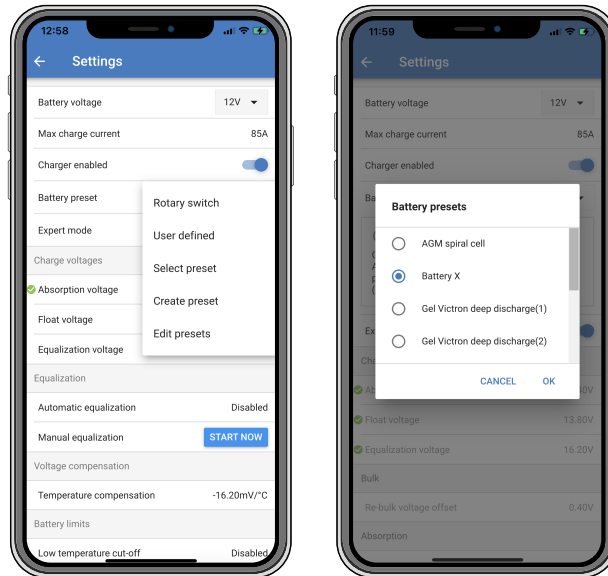 12:58
Settings
Battery voltage 12V
Max charge current 85A
Charger enabled
Battery preset
Expert mode
Charge voltages
Absorption voltage
Float voltage
Equalization voltage
Rotary switch
User defined
Select preset
Create preset
Edit presets
Equalization
Automatic equalization Disabled
Manual equalization START NOW
Voltage compensation
Temperature compensation -16.20mV/°C
Battery limits
Low temperature cut-off Disabled
11:59
Settings
Battery voltage 12V
Max charge current 85A
Charger enabled
Ba
Battery presets
AGM spiral cell
Battery X
Gel Victron deep discharge(1)
Gel Victron deep discharge(2)
CANCEL OK
Ex
Float voltage 13.80V
Equalization voltage 16.20V
Bulk
Re-bulk voltage offset 0.40V
Absorption